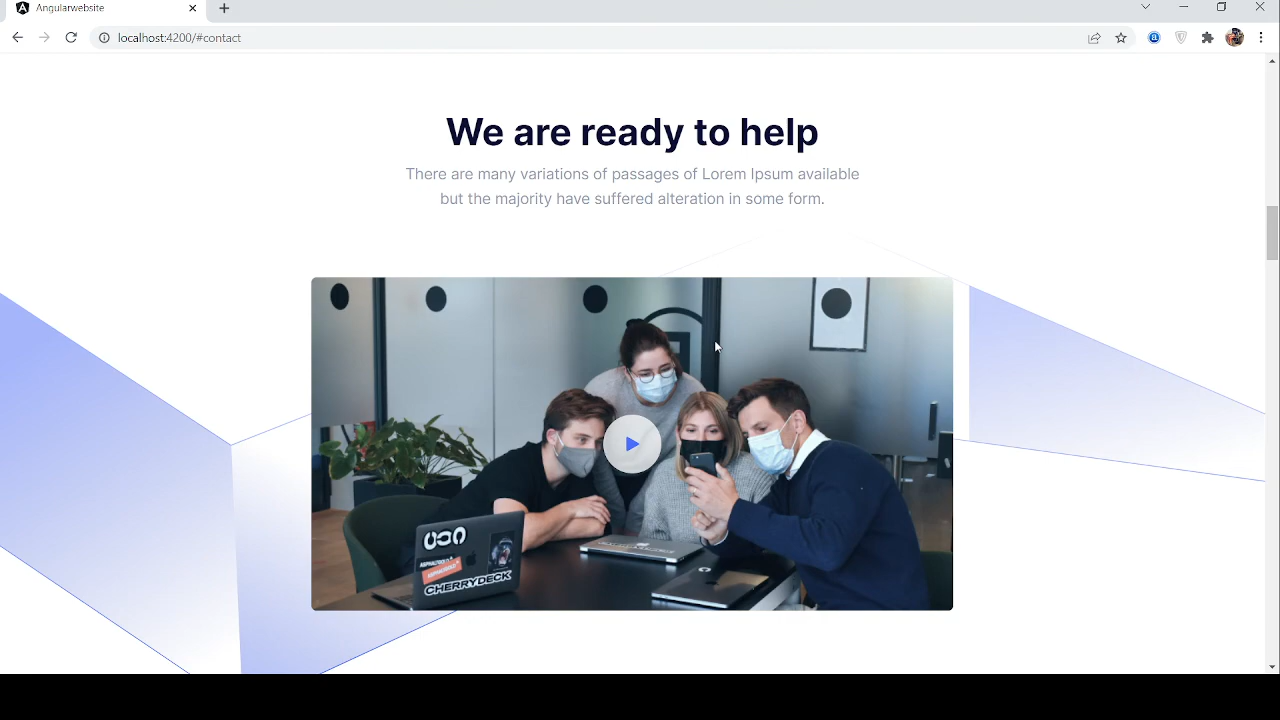 Angularwebsite
localhost:4200/#contact
We are ready to help
There are many variations of passages of Lorem Ipsum available
but the majority have suffered alteration in some form.
CHERRYDECK